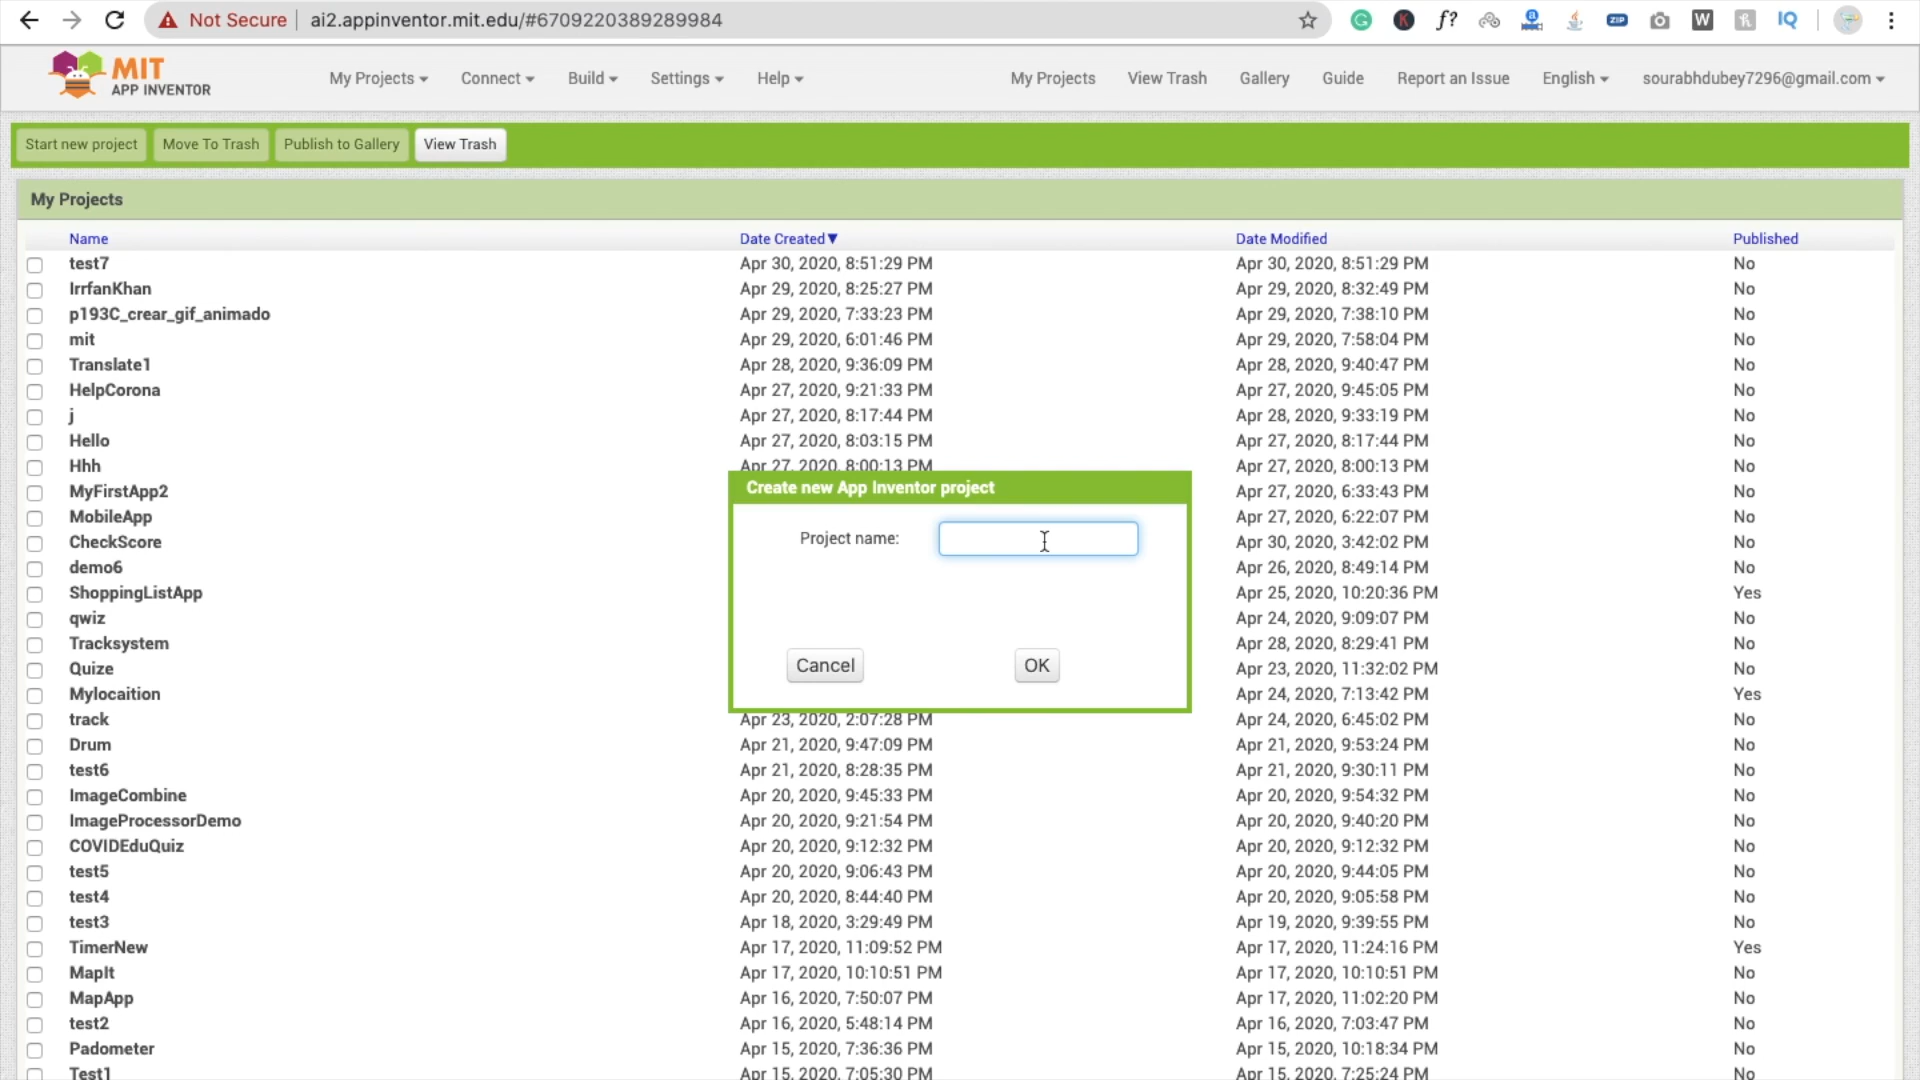 Not Secure ai2.appinventor.mit.edu/#6709220389289984
MIT APP INVENTOR
My Projects Connect Build Settings Help My Projects View Trash Gallery Guide Report an Issue English sourabhdubey7296@gmail.com
Start new project Move To Trash Publish to Gallery View Trash
My Projects
Name Date Created▼ Date Modified Published
test7 Apr 30, 2020, 8:51:29 PM Apr 30, 2020, 8:51:29 PM No
IrrfanKhan Apr 29, 2020, 8:25:27 PM Apr 29, 2020, 8:32:49 PM No
p193C_crear_gif_animado Apr 29, 2020, 7:33:23 PM Apr 29, 2020, 7:38:10 PM No
mit Apr 29, 2020, 6:01:46 PM Apr 29, 2020, 7:58:04 PM No
Translate1 Apr 28, 2020, 9:36:09 PM Apr 28, 2020, 9:40:47 PM No
HelpCorona Apr 27, 2020, 9:21:33 PM Apr 27, 2020, 9:45:05 PM No
j Apr 27, 2020, 8:17:44 PM Apr 28, 2020, 9:33:19 PM No
Hello Apr 27, 2020, 8:03:15 PM Apr 27, 2020, 8:17:44 PM No
Hhh Apr 27, 2020, 8:00:13 PM Apr 27, 2020, 8:00:13 PM No
MyFirstApp2 Apr 27, 2020, 6:33:43 PM No
MobileApp Apr 27, 2020, 6:22:07 PM No
CheckScore Apr 30, 2020, 3:42:02 PM No
demo6 Apr 26, 2020, 8:49:14 PM No
ShoppingListApp Apr 25, 2020, 10:20:36 PM Yes
qwiz Apr 24, 2020, 9:09:07 PM No
Tracksystem Apr 28, 2020, 8:29:41 PM No
Quize Apr 23, 2020, 11:32:02 PM No
Mylocaition Apr 24, 2020, 7:13:42 PM Yes
Create new App Inventor project
Project name:
Cancel OK
track Apr 23, 2020, 2:07:28 PM Apr 24, 2020, 6:45:02 PM No
Drum Apr 21, 2020, 9:47:09 PM Apr 21, 2020, 9:53:24 PM No
test6 Apr 21, 2020, 8:28:35 PM Apr 21, 2020, 9:30:11 PM No
ImageCombine Apr 20, 2020, 9:45:33 PM Apr 20, 2020, 9:54:32 PM No
ImageProcessorDemo Apr 20, 2020, 9:21:54 PM Apr 20, 2020, 9:40:20 PM No
COVIDEduQuiz Apr 20, 2020, 9:12:32 PM Apr 20, 2020, 9:12:32 PM No
test5 Apr 20, 2020, 9:06:43 PM Apr 20, 2020, 9:44:05 PM No
test4 Apr 20, 2020, 8:44:40 PM Apr 20, 2020, 9:05:58 PM No
test3 Apr 18, 2020, 3:29:49 PM Apr 19, 2020, 9:39:55 PM No
TimerNew Apr 17, 2020, 11:09:52 PM Apr 17, 2020, 11:24:16 PM Yes
MapIt Apr 17, 2020, 10:10:51 PM Apr 17, 2020, 10:10:51 PM No
MapApp Apr 16, 2020, 7:50:07 PM Apr 17, 2020, 11:02:20 PM No
test2 Apr 16, 2020, 5:48:14 PM Apr 16, 2020, 7:03:47 PM No
Padometer Apr 15, 2020, 7:36:36 PM Apr 15, 2020, 10:18:34 PM No
Test1 Apr 15, 2020, 7:05:30 PM Apr 15, 2020, 7:25:24 PM No